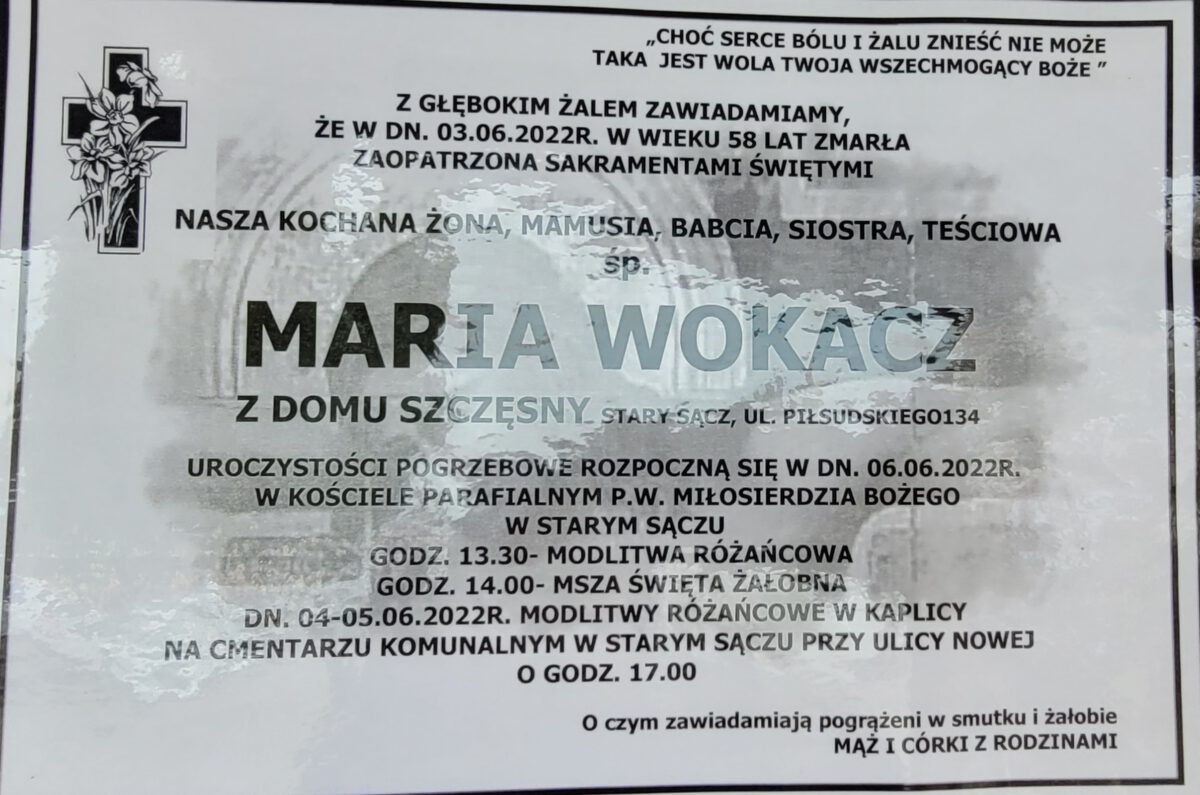 „CHOĆ SERCE BÓLU I ŻALU ZNIEŚĆ NIE MOŻE
TAKA JEST WOLA TWOJA WSZECHMOGĄCY BOŻE ”
Z GŁĘBOKIM ŻALEM ZAWIADAMIAMY,
ŻE W DN. 03.06.2022R. W WIEKU 58 LAT ZMARŁA
ZAOPATRZONA SAKRAMENTAMI ŚWIĘTYMI
NASZA KOCHANA ŻONA, MAMUSIA, BABCIA, SIOSTRA, TEŚCIOWA
śp.
MARIA WOKACZ
Z DOMU SZCZĘSNY STARY SĄCZ, UL. PIŁSUDSKIEGO134
UROCZYSTOŚCI POGRZEBOWE ROZPOCZNĄ SIĘ W DN. 06.06.2022R.
W KOŚCIELE PARAFIALNYM P.W. MIŁOSIERDZIA BOŻEGO
W STARYM SĄCZU
GODZ. 13.30- MODLITWA RÓŻAŃCOWA
GODZ. 14.00- MSZA ŚWIĘTA ŻAŁOBNA
DN. 04-05.06.2022R. MODLITWY RÓŻAŃCOWE W KAPLICY
NA CMENTARZU KOMUNALNYM W STARYM SĄCZU PRZY ULICY NOWEJ
O GODZ. 17.00
O czym zawiadamiają pogrążeni w smutku i żałobie
MĄŻ I CÓRKI Z RODZINAMI